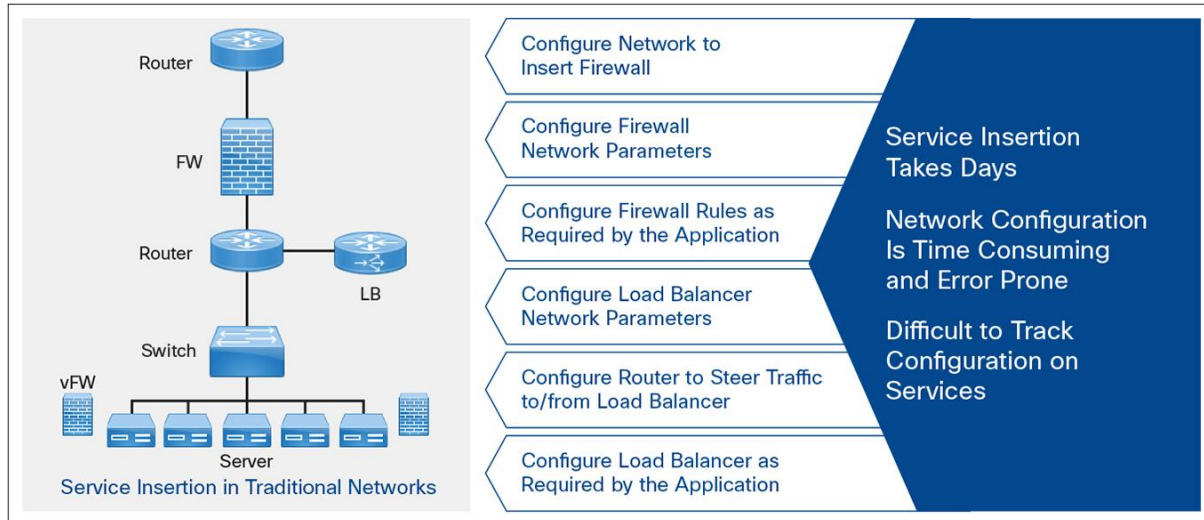 Router
FW
Router
LB
Switch
vFW
Server
Service Insertion in Traditional Networks
Configure Network to
Insert Firewall
Configure Firewall
Network Parameters
Configure Firewall Rules as
Required by the Application
Configure Load Balancer
Network Parameters
Configure Router to Steer Traffic
to/from Load Balancer
Configure Load Balancer as
Required by the Application
Service Insertion
Takes Days
Network Configuration
Is Time Consuming
and Error Prone
Difficult to Track
Configuration on
Services